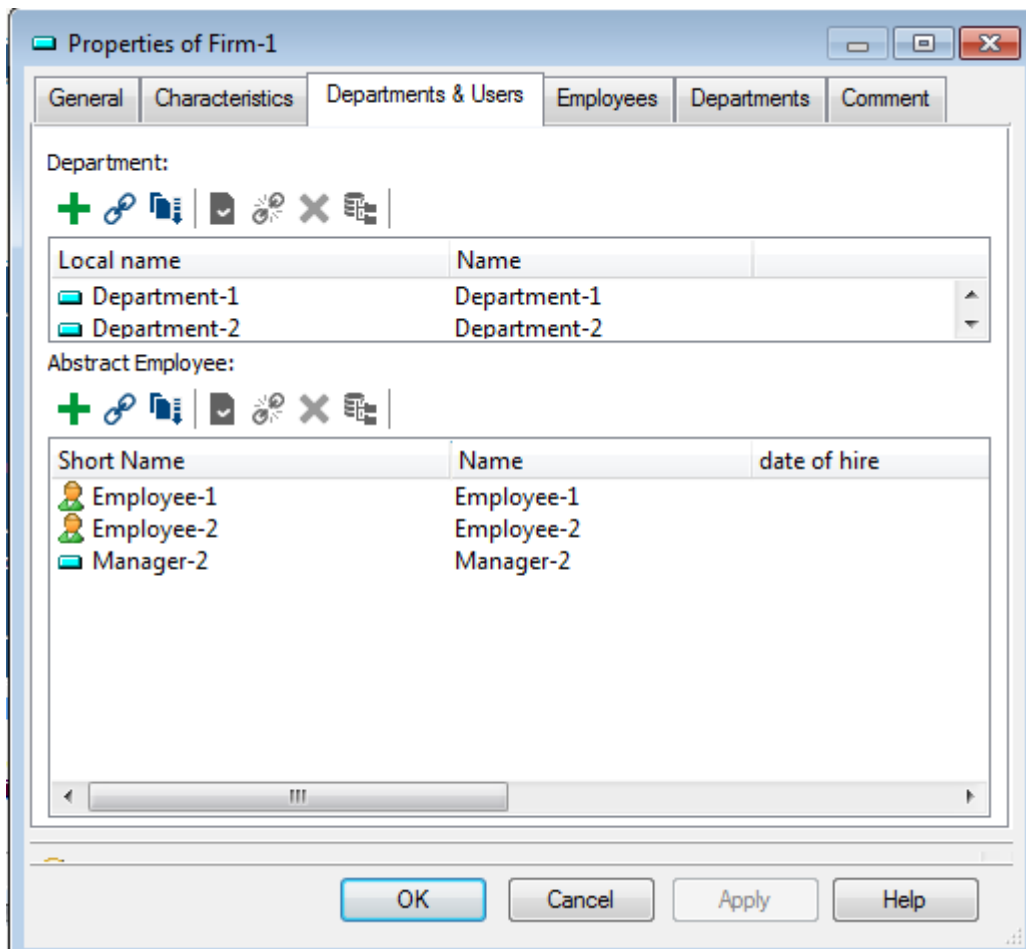 Properties of Firm-1
General Characteristics Departments & Users Employees Departments Comment
Department:
Local name Name
Department-1 Department-1
Department-2 Department-2
Abstract Employee:
Short Name Name date of hire
Employee-1 Employee-1
Employee-2 Employee-2
Manager-2 Manager-2
OK Cancel Apply Help